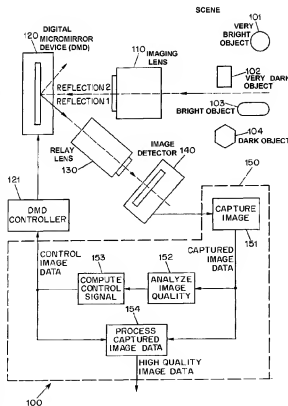 SCENE
120
DIGITAL
MICROMIRROR
DEVICE (DMD)
101
VERY
BRIGHT OBJECT
110
IMAGING
LENS
102
VERY DARK
OBJECT
REFLECTION 2
REFLECTION 1
103
BRIGHT OBJECT
104
DARK OBJECT
RELAY
LENS
130
IMAGE
DETECTOR
140
150
121
DMD
CONTROLLER
CAPTURE
IMAGE
151
CONTROL
IMAGE
DATA
153
COMPUTE
CONTROL
SIGNAL
152
ANALYZE
IMAGE
QUALITY
CAPTURED
IMAGE
DATA
154
PROCESS
CAPTURED
IMAGE DATA
HIGH QUALITY
IMAGE DATA
100